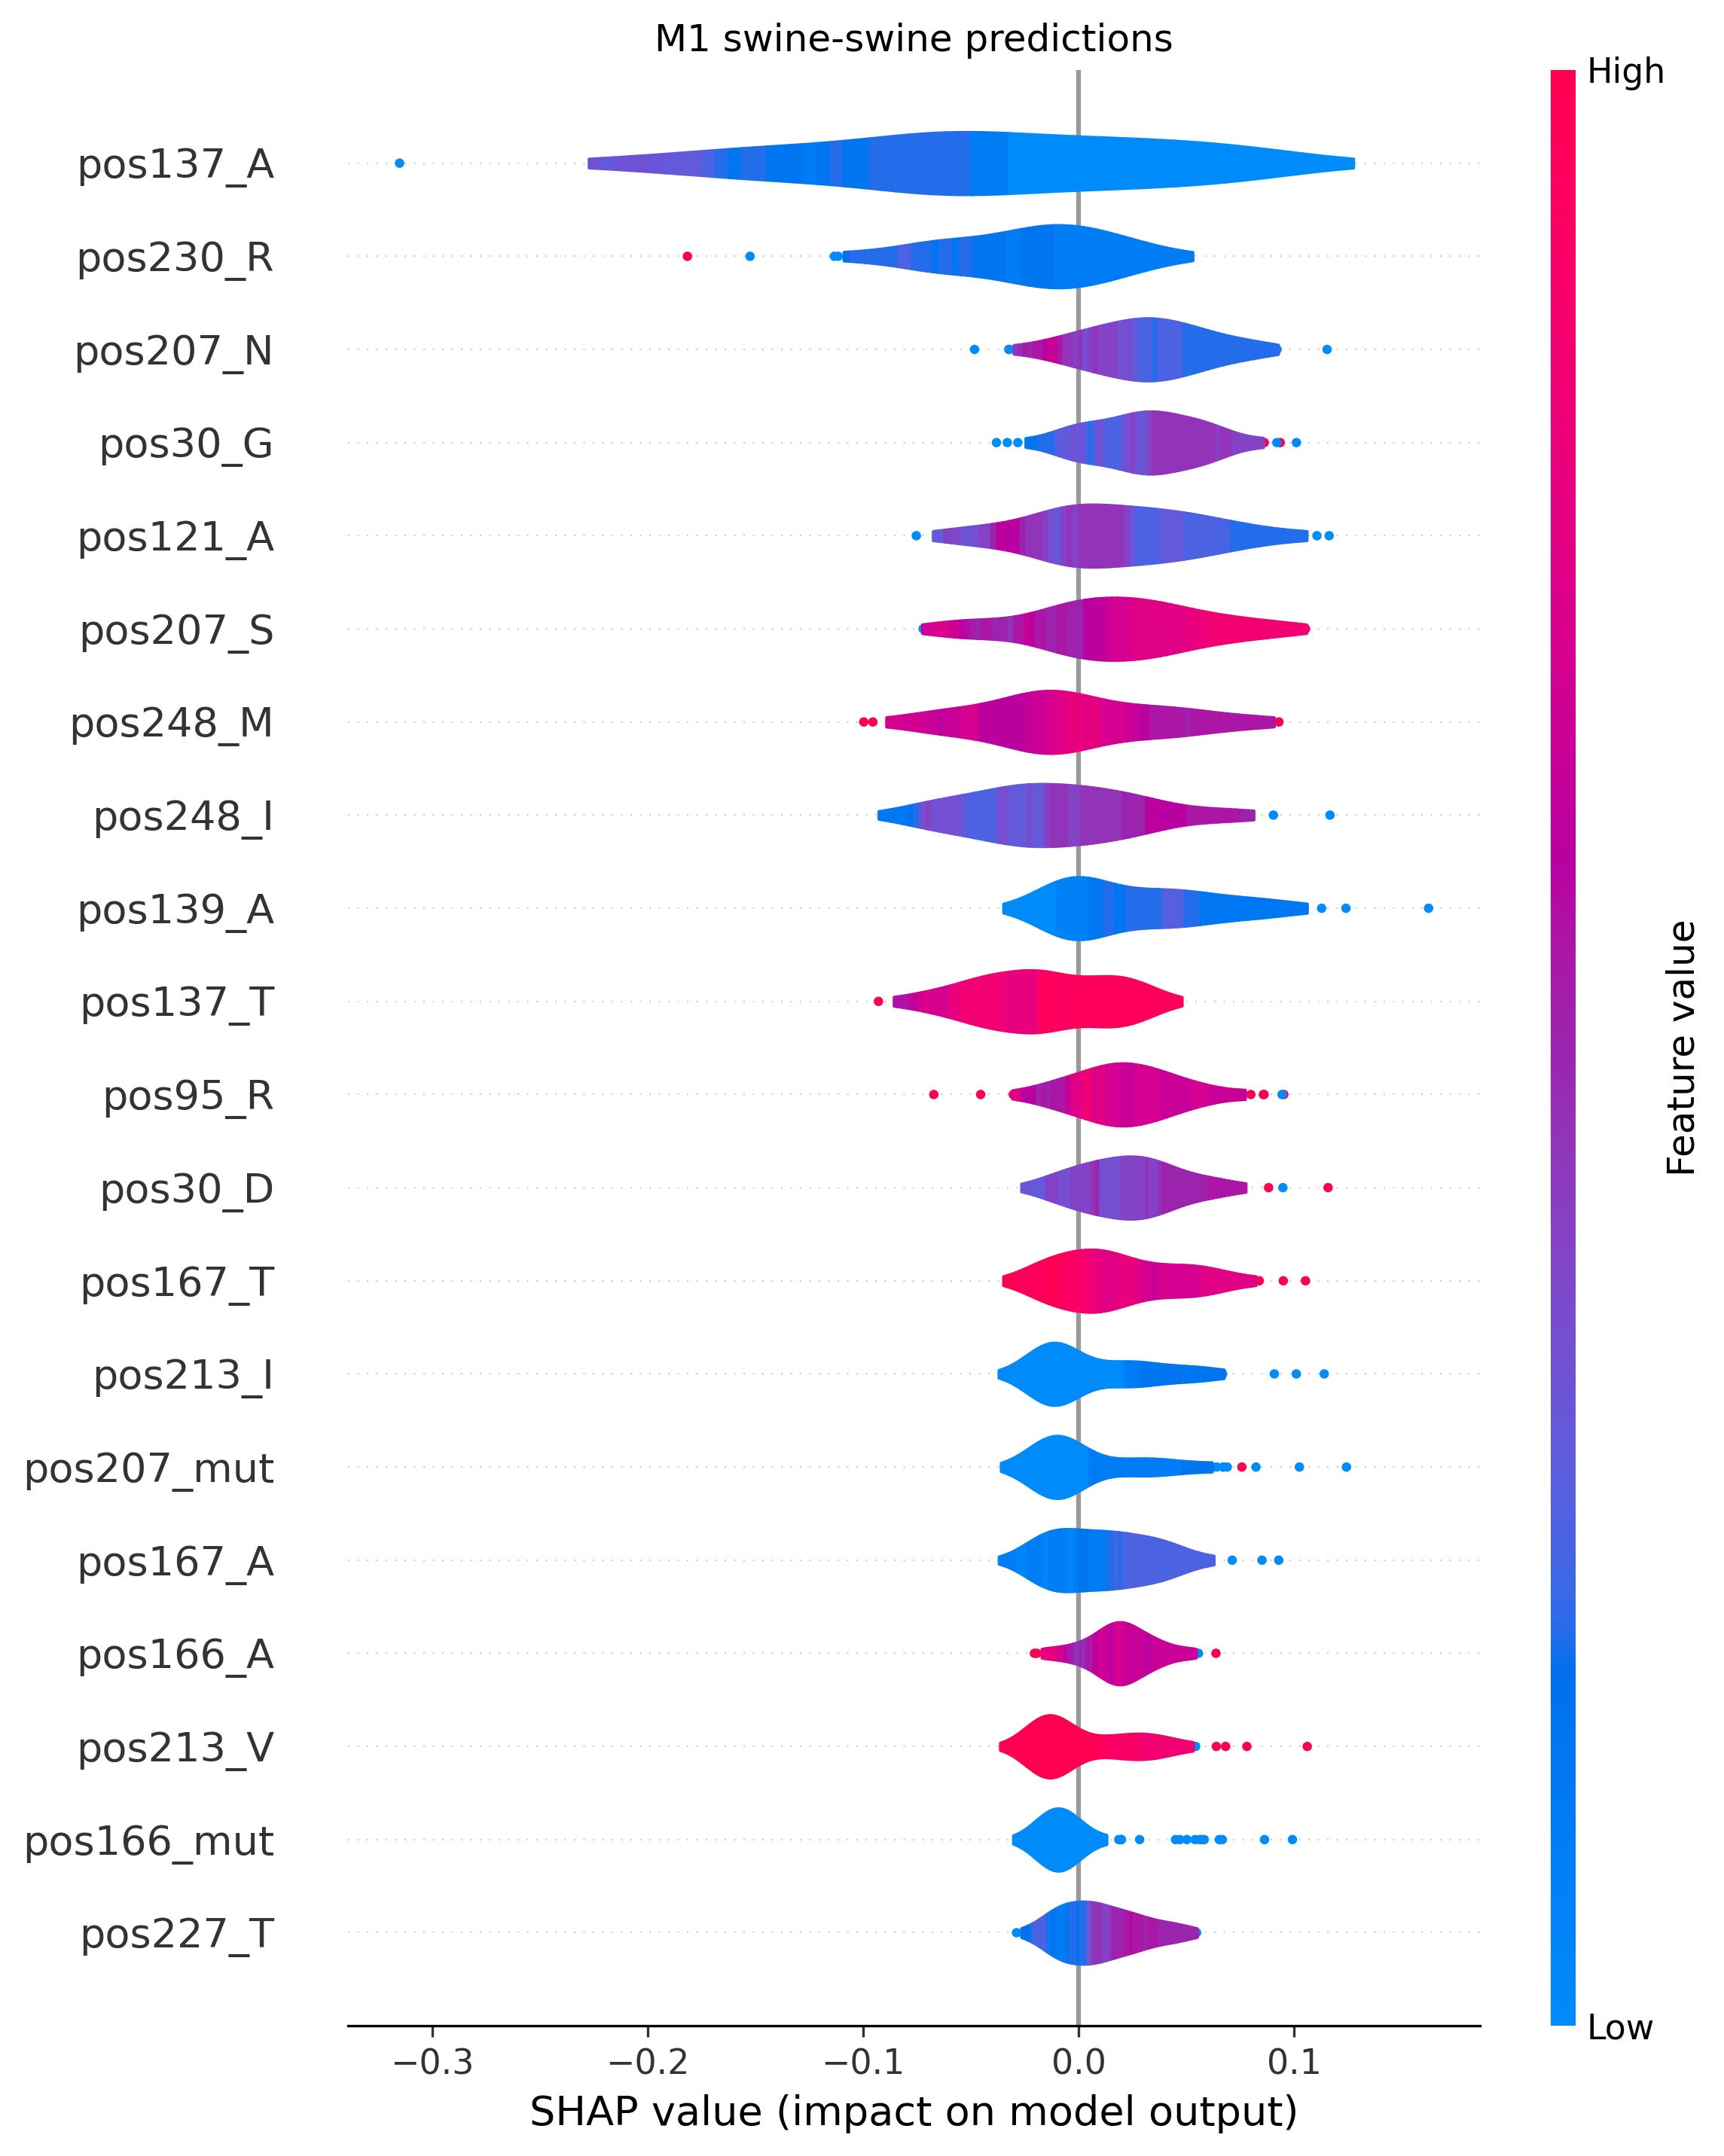 M1 swine-swine predictions
High
pos137_A
pos230_R
pos207_N
pos30_G
pos121_A
pos207_S
pos248_M
pos248_I
pos139_A
pos137_T
pos95_R
pos30_D
pos167_T
pos213_I
pos207_mut
pos167_A
pos166_A
pos213_V
pos166_mut
pos227_T
Feature value
Low
−0.3 −0.2 −0.1 0.0 0.1
SHAP value (impact on model output)